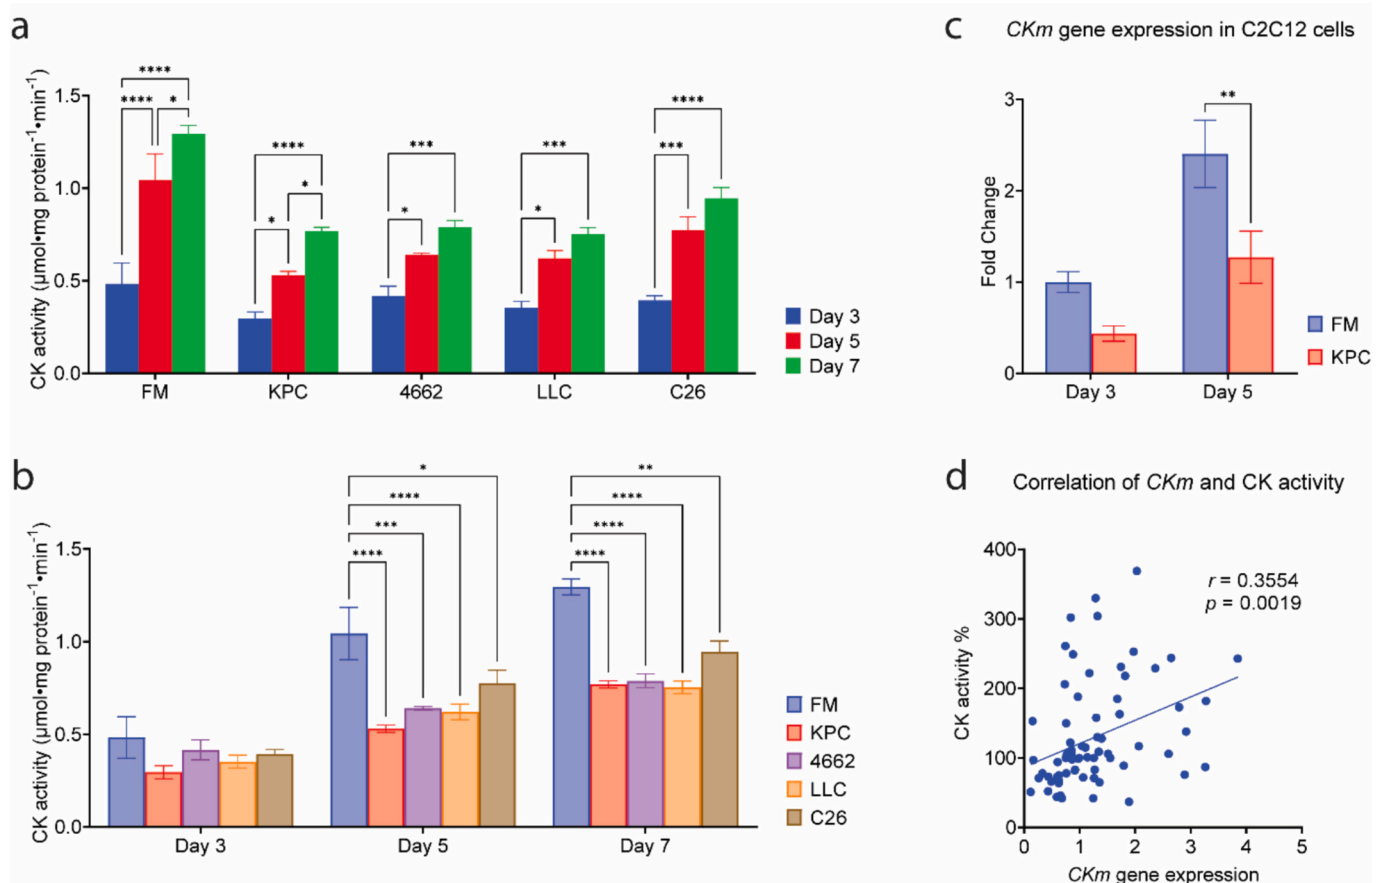 a
CK activity (µmol•mg protein⁻¹•min⁻¹)
1.5
1.0
0.5
0.0
****
****
*
****
*
*
***
*
***
*
****
***
FM
KPC
4662
LLC
C26
Day 3
Day 5
Day 7
c
CKm gene expression in C2C12 cells
Fold Change
3
2
1
0
**
Day 3
Day 5
FM
KPC
b
CK activity (µmol•mg protein⁻¹•min⁻¹)
1.5
1.0
0.5
0.0
*
****
***
****
**
****
****
****
Day 3
Day 5
Day 7
FM
KPC
4662
LLC
C26
d
Correlation of CKm and CK activity
CK activity %
400
300
200
100
0
r = 0.3554
p = 0.0019
0 1 2 3 4 5
CKm gene expression